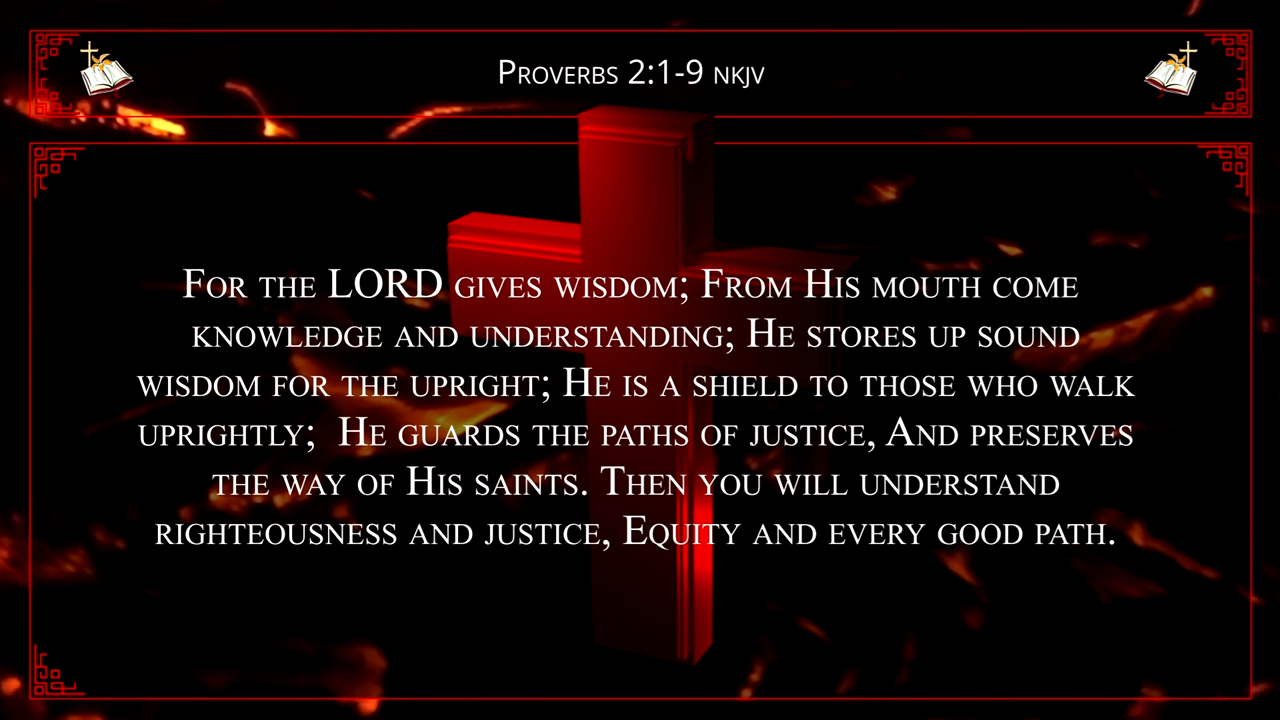 Proverbs 2:1-9 NKJV
For the LORD gives wisdom; From His mouth come
knowledge and understanding; He stores up sound
wisdom for the upright; He is a shield to those who walk
uprightly;  He guards the paths of justice, And preserves
the way of His saints. Then you will understand
righteousness and justice, Equity and every good path.